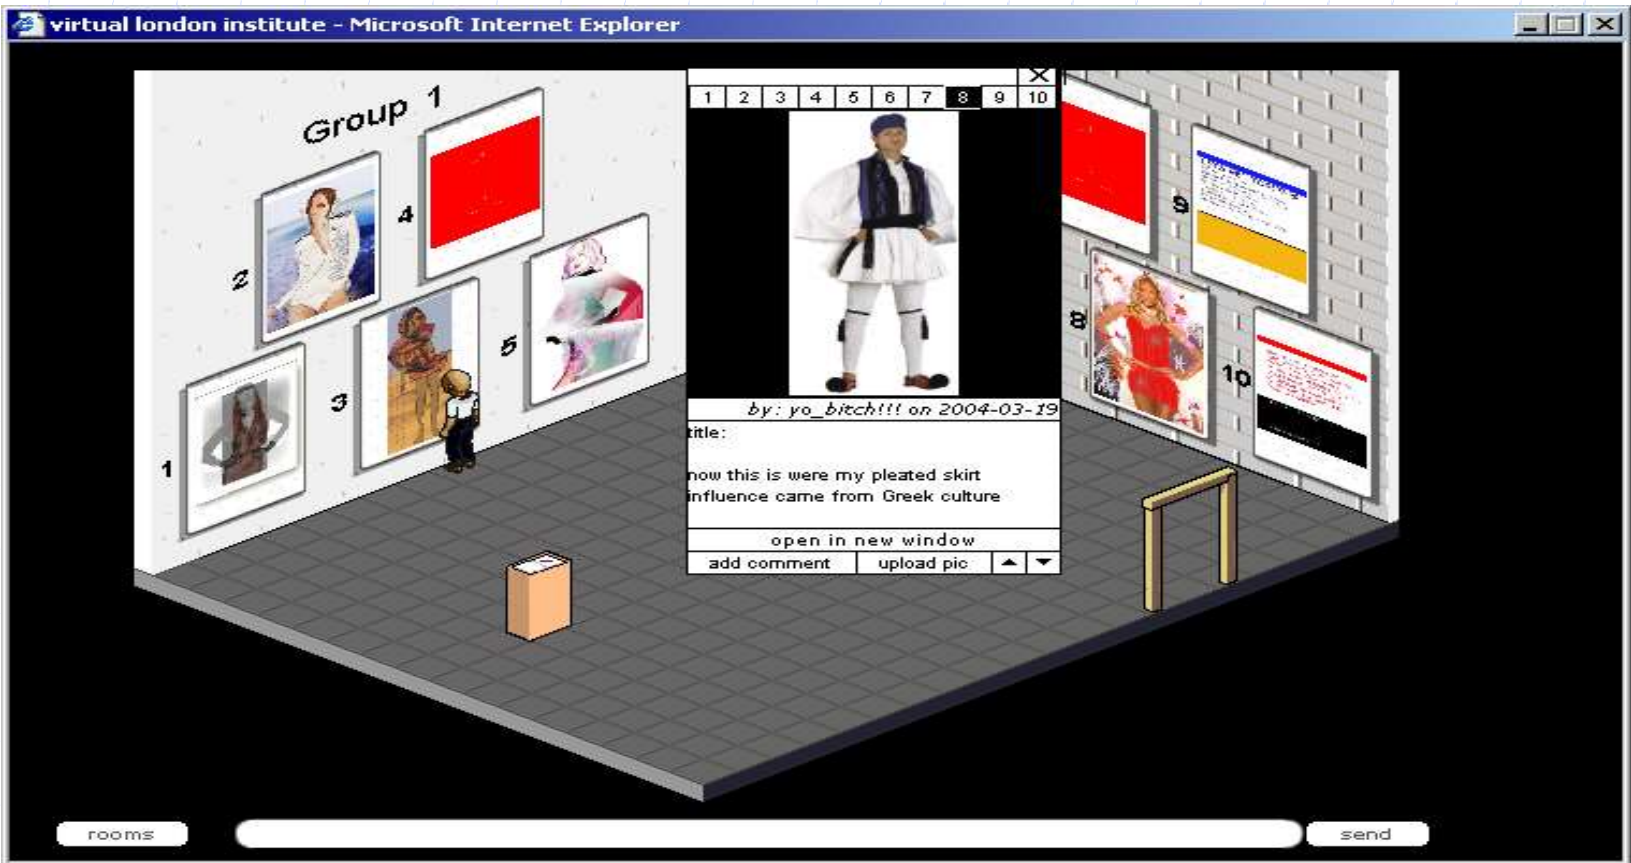 virtual london institute - Microsoft Internet Explorer
Group 1
X
1 2 3 4 5 6 7 8 9 10
4
2
9
5
8
3
10
1
by: yo_bitch!!! on 2004-03-19
title:
now this is were my pleated skirt
influence came from Greek culture
open in new window
add comment upload pic
rooms
send